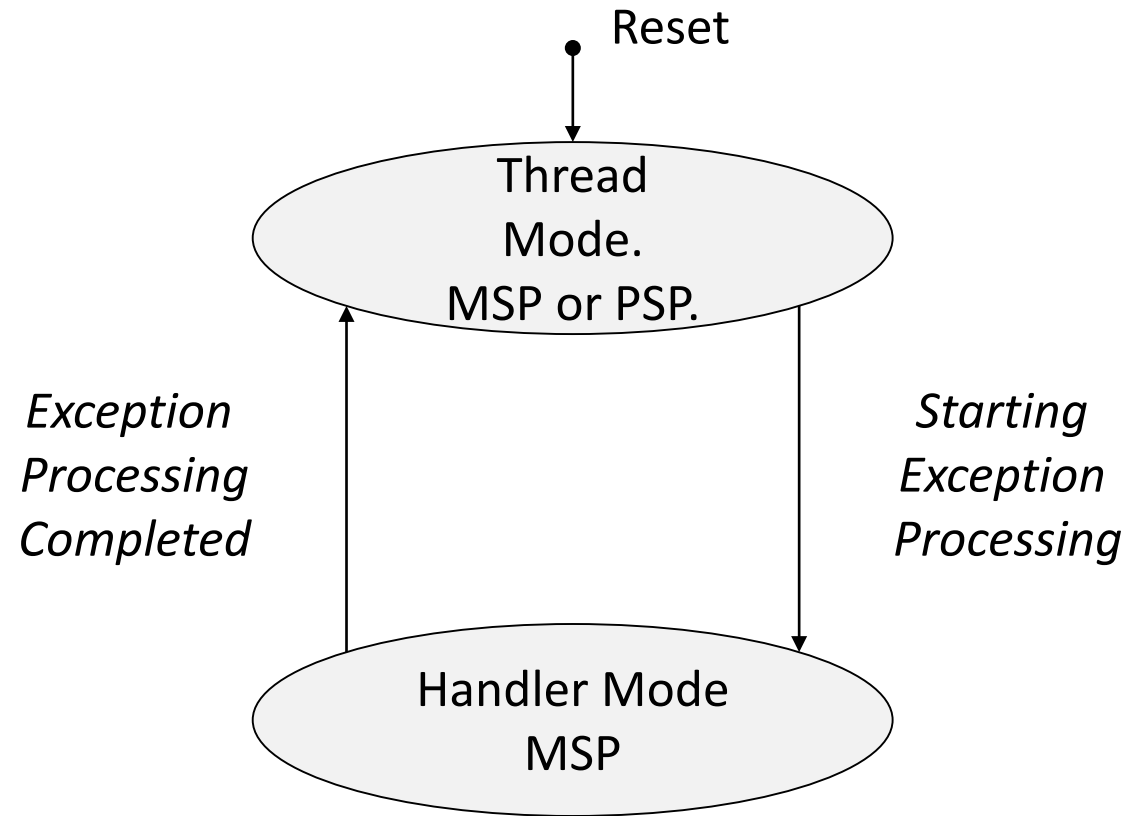 Reset
Thread
Mode.
MSP or PSP.
Exception
Processing
Completed
Starting
Exception
Processing
Handler Mode
MSP